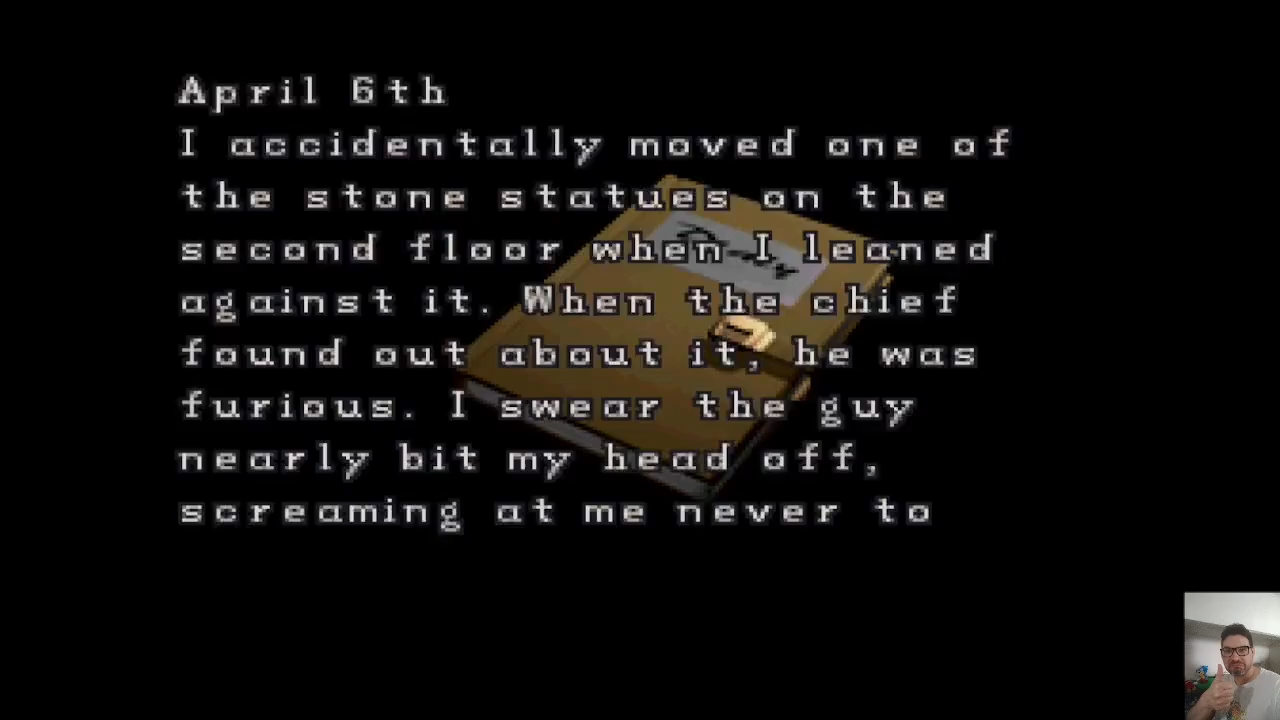 April 6th
I accidentally moved one of
the stone statues on the
second floor when I leaned
against it. When the chief
found out about it, he was
furious. I swear the guy
nearly bit my head off,
screaming at me never to
Diary